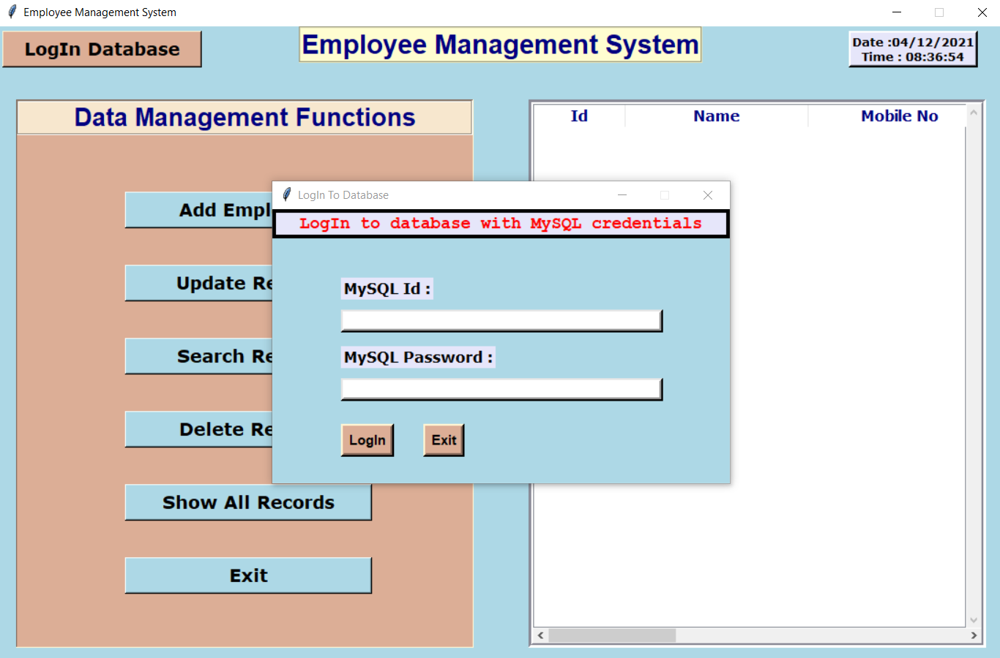 Employee Management System
LogIn Database
Employee Management System
Date :04/12/2021
Time : 08:36:54
Data Management Functions
Id Name Mobile No
Add Empl
Update Re
Search Re
Delete Re
Show All Records
Exit
LogIn To Database
LogIn to database with MySQL credentials
MySQL Id :
MySQL Password :
LogIn Exit